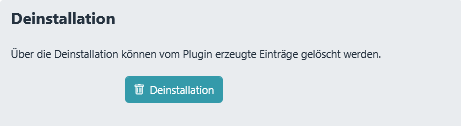 Deinstallation
Über die Deinstallation können vom Plugin erzeugte Einträge gelöscht werden.
Deinstallation